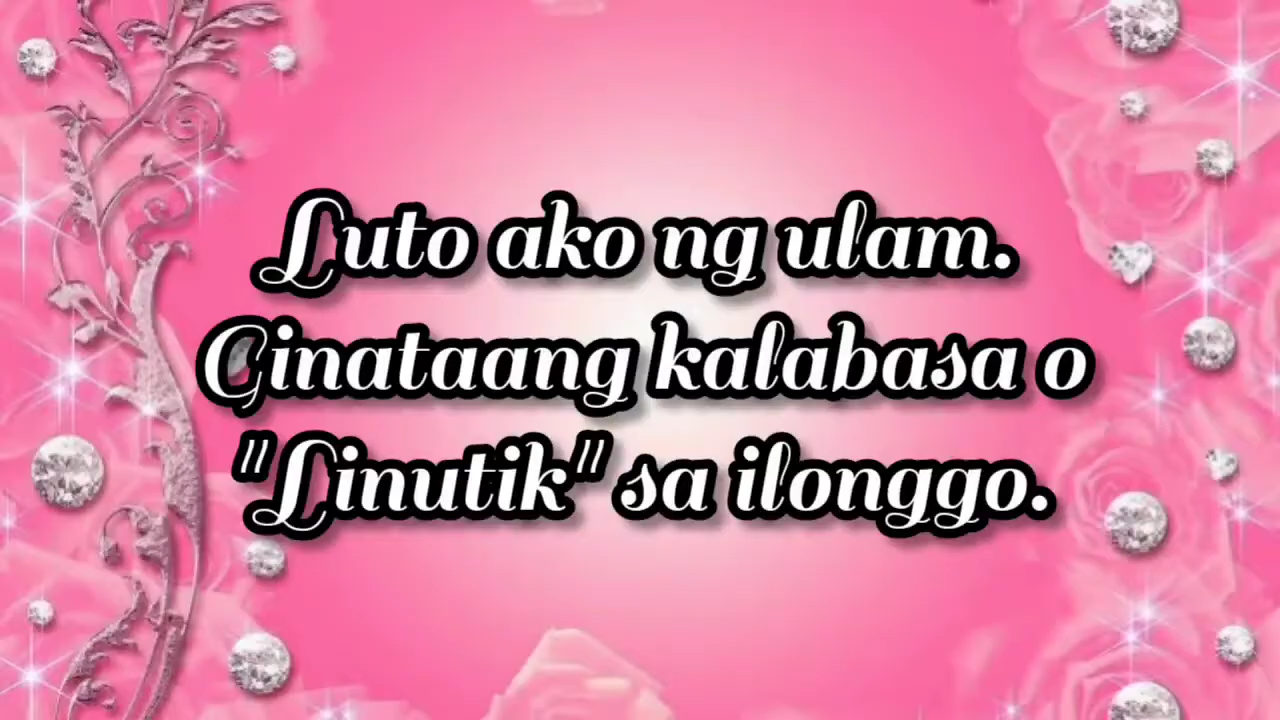 Luto ako ng ulam.
Ginataang kalabasa o
"Linutik" sa ilonggo.